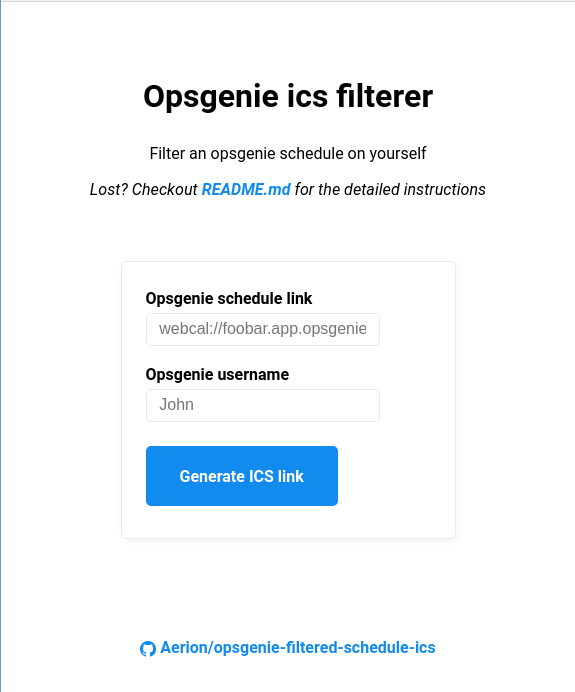 Opsgenie ics filterer
Filter an opsgenie schedule on yourself
Lost? Checkout README.md for the detailed instructions
Opsgenie schedule link
webcal://foobar.app.opsgenie
Opsgenie username
John
Generate ICS link
Aerion/opsgenie-filtered-schedule-ics